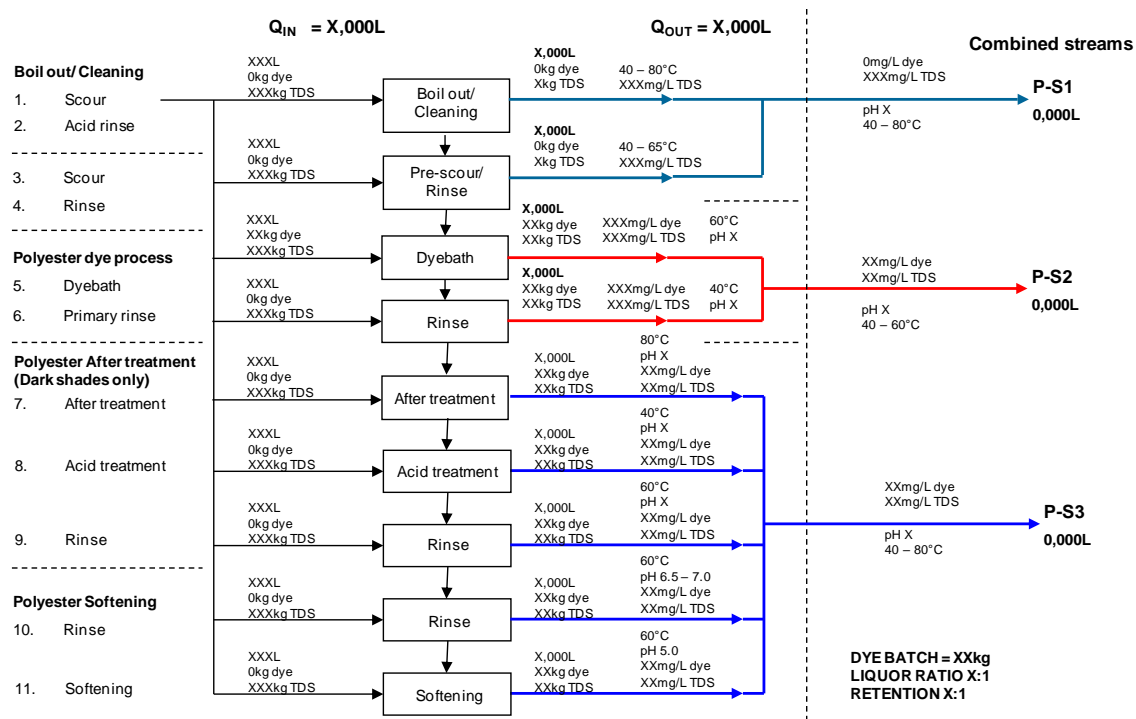 Q_IN = X,000L
Q_OUT = X,000L
Combined streams
Boil out/ Cleaning
1. Scour
2. Acid rinse
3. Scour
4. Rinse
Polyester dye process
5. Dyebath
6. Primary rinse
Polyester After treatment
(Dark shades only)
7. After treatment
8. Acid treatment
9. Rinse
Polyester Softening
10. Rinse
11. Softening
XXXL
0kg dye
XXXkg TDS
Boil out/
Cleaning
X,000L
0kg dye
Xkg TDS
40 – 80°C
XXXmg/L TDS
0mg/L dye
XXXmg/L TDS
pH X
40 – 80°C
P-S1
0,000L
XXXL
0kg dye
XXXkg TDS
Pre-scour/
Rinse
X,000L
0kg dye
Xkg TDS
40 – 65°C
XXXmg/L TDS
XXXL
XXkg dye
XXXkg TDS
Dyebath
X,000L
XXkg dye
XXkg TDS
XXXmg/L dye
XXXmg/L TDS
60°C
pH X
XXmg/L dye
XXmg/L TDS
pH X
40 – 60°C
P-S2
0,000L
XXXL
0kg dye
XXXkg TDS
Rinse
X,000L
XXkg dye
XXkg TDS
XXXmg/L dye
XXXmg/L TDS
40°C
pH X
XXXL
0kg dye
XXXkg TDS
After treatment
X,000L
XXkg dye
XXkg TDS
80°C
pH X
XXmg/L dye
XXmg/L TDS
XXXL
0kg dye
XXXkg TDS
Acid treatment
X,000L
XXkg dye
XXkg TDS
40°C
pH X
XXmg/L dye
XXmg/L TDS
XXXL
0kg dye
XXXkg TDS
Rinse
X,000L
XXkg dye
XXkg TDS
60°C
pH X
XXmg/L dye
XXmg/L TDS
XXmg/L dye
XXmg/L TDS
pH X
40 – 80°C
P-S3
0,000L
XXXL
0kg dye
XXXkg TDS
Rinse
X,000L
XXkg dye
XXkg TDS
60°C
pH 6.5 – 7.0
XXmg/L dye
XXmg/L TDS
XXXL
0kg dye
XXXkg TDS
Softening
X,000L
XXkg dye
XXkg TDS
60°C
pH 5.0
XXmg/L dye
XXmg/L TDS
DYE BATCH = XXkg
LIQUOR RATIO X:1
RETENTION X:1